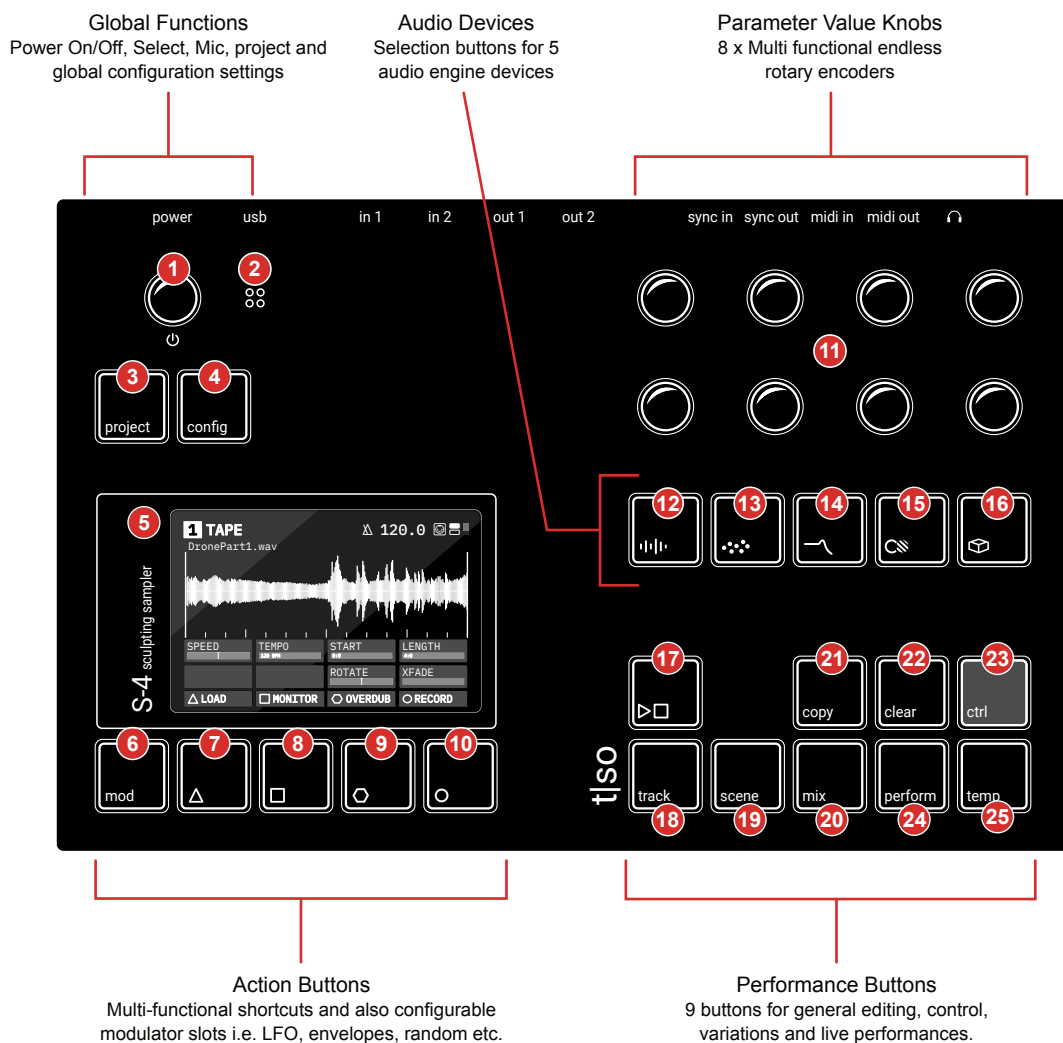 Global Functions
Power On/Off, Select, Mic, project and
global configuration settings
Audio Devices
Selection buttons for 5
audio engine devices
Parameter Value Knobs
8 x Multi functional endless
rotary encoders
power
usb
in 1
in 2
out 1
out 2
sync in
sync out
midi in
midi out
1
2
3
4
project
config
11
12
13
14
15
16
5
S-4 sculpting sampler
1 TAPE
120.0
DronePart1.wav
SPEED
TEMPO
START
LENGTH
120 BPM
0:0
4:0
ROTATE
XFADE
LOAD
MONITOR
OVERDUB
RECORD
6
7
8
9
10
mod
17
21
22
23
copy
clear
ctrl
t|so
track
scene
mix
perform
temp
18
19
20
24
25
Action Buttons
Multi-functional shortcuts and also configurable
modulator slots i.e. LFO, envelopes, random etc.
Performance Buttons
9 buttons for general editing, control,
variations and live performances.